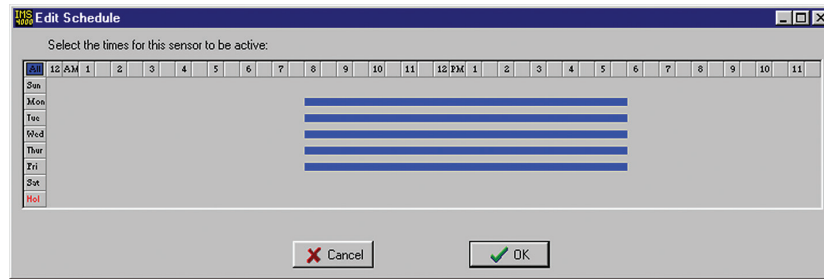 IMS 4000 Edit Schedule
Select the times for this sensor to be active:
All 12 AM 1 2 3 4 5 6 7 8 9 10 11 12 PM 1 2 3 4 5 6 7 8 9 10 11
Sun
Mon
Tue
Wed
Thur
Fri
Sat
Hol
Cancel OK